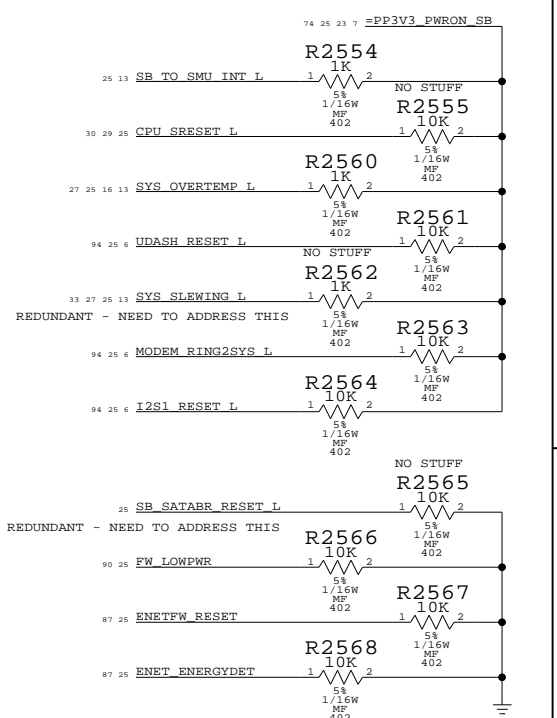 74 25 23 7 =PP3V3_PWRON_SB
R2554
1K
25 13 SB_TO_SMU_INT_L 1 2
5%
1/16W
MF
402
NO STUFF
R2555
10K
30 29 25 CPU_SRESET_L 1 2
5%
1/16W
MF
402
R2560
1K
27 25 16 13 SYS_OVERTEMP_L 1 2
5%
1/16W
MF
402
R2561
10K
94 25 6 UDASH_RESET_L 1 2
5%
1/16W
MF
402
NO STUFF
R2562
1K
33 27 25 13 SYS_SLEWING_L 1 2
REDUNDANT - NEED TO ADDRESS THIS
5%
1/16W
MF
402
R2563
10K
94 25 6 MODEM_RING2SYS_L 1 2
5%
1/16W
MF
402
R2564
10K
94 25 6 I2S1_RESET_L 1 2
5%
1/16W
MF
402
NO STUFF
R2565
10K
25 SB_SATABR_RESET_L 1 2
REDUNDANT - NEED TO ADDRESS THIS
5%
1/16W
MF
402
R2566
10K
90 25 FW_LOWPWR 1 2
5%
1/16W
MF
402
R2567
10K
87 25 ENETFW_RESET 1 2
5%
1/16W
MF
402
R2568
10K
87 25 ENET_ENERGYDET 1 2
5%
1/16W
MF
402